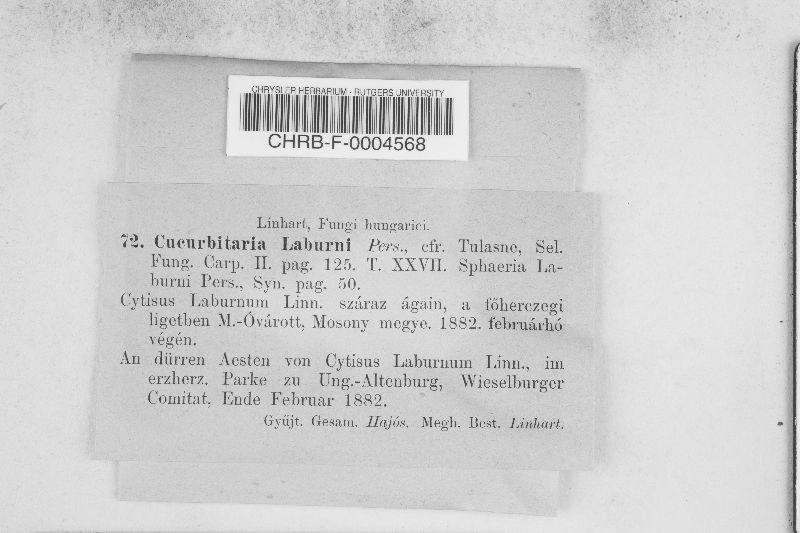 CHRYSLER HERBARIUM - RUTGERS UNIVERSITY
CHRB-F-0004568
Linhart, Fungi hungarici.
72. Cucurbitaria Laburni Pers., cfr. Tulasne, Sel.
Fung. Carp. II. pag. 125. T. XXVII. Sphaeria La-
burni Pers., Syn. pag. 50.
Cytisus Laburnum Linn. száraz ágain, a főherczegi
ligetben M.-Óvárott, Mosony megye. 1882. februárhó
végén.
An dürren Aesten von Cytisus Laburnum Linn., im
erzherz. Parke zu Ung.-Altenburg, Wieselburger
Comitat, Ende Februar 1882.
Gyüjt. Gesam. Hajós. Megh. Best. Linhart.